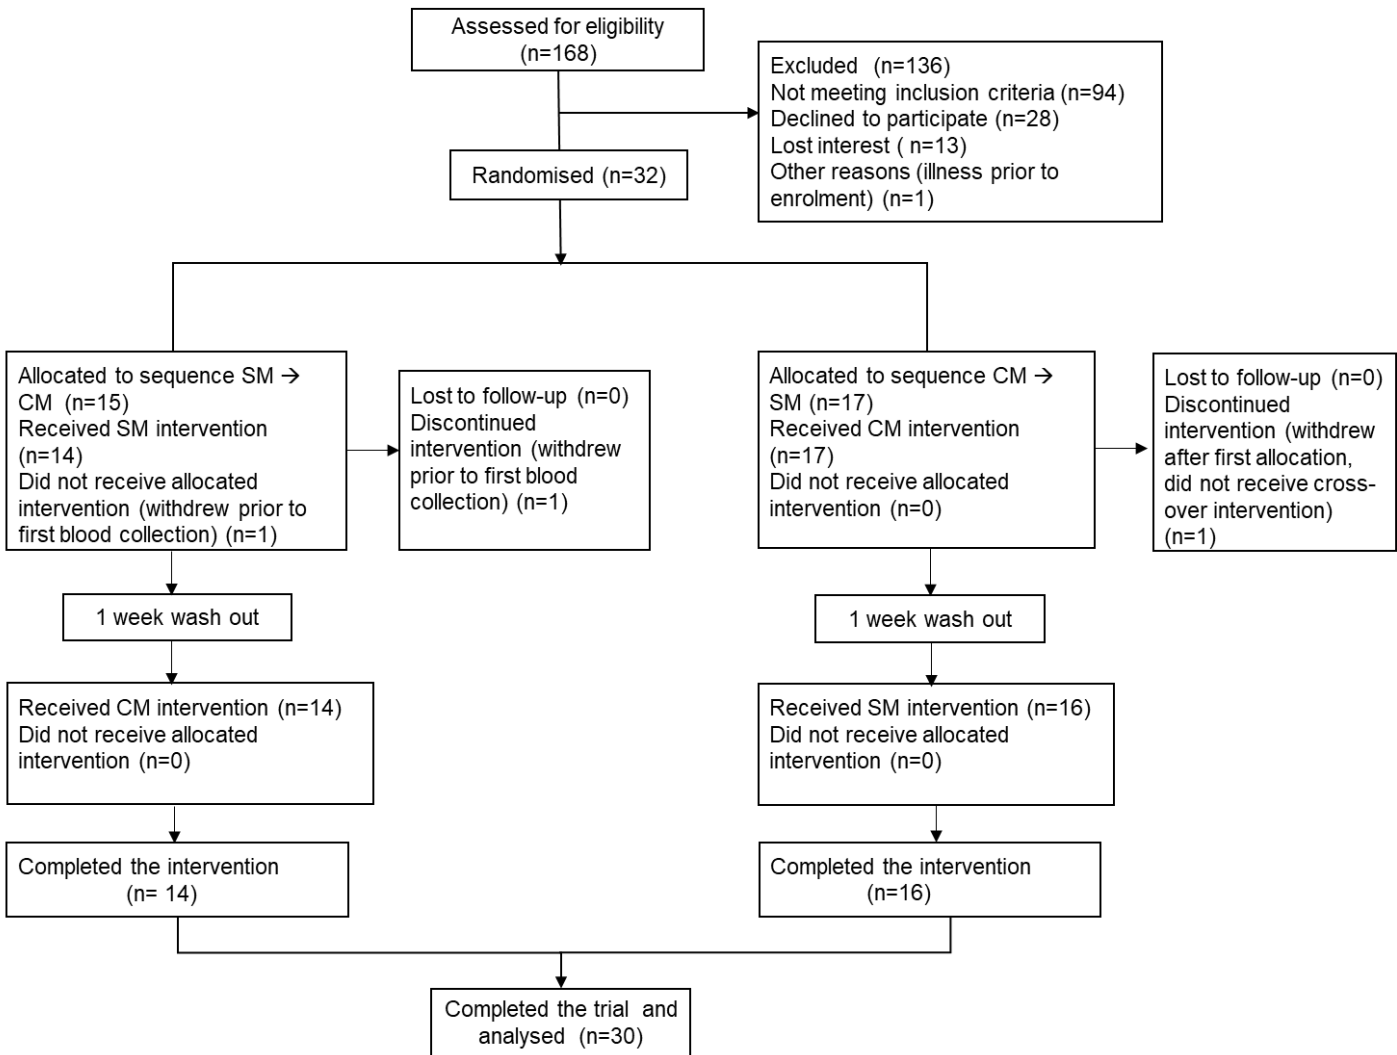 Assessed for eligibility
(n=168)
Excluded (n=136)
Not meeting inclusion criteria (n=94)
Declined to participate (n=28)
Lost interest ( n=13)
Other reasons (illness prior to
enrolment) (n=1)
Randomised (n=32)
Allocated to sequence SM →
CM (n=15)
Received SM intervention
(n=14)
Did not receive allocated
intervention (withdrew prior to
first blood collection) (n=1)
Lost to follow-up (n=0)
Discontinued
intervention (withdrew
prior to first blood
collection) (n=1)
Allocated to sequence CM →
SM (n=17)
Received CM intervention
(n=17)
Did not receive allocated
intervention (n=0)
Lost to follow-up (n=0)
Discontinued
intervention (withdrew
after first allocation,
did not receive cross-
over intervention)
(n=1)
1 week wash out
1 week wash out
Received CM intervention (n=14)
Did not receive allocated
intervention (n=0)
Received SM intervention (n=16)
Did not receive allocated
intervention (n=0)
Completed the intervention
(n= 14)
Completed the intervention
(n=16)
Completed the trial and
analysed (n=30)